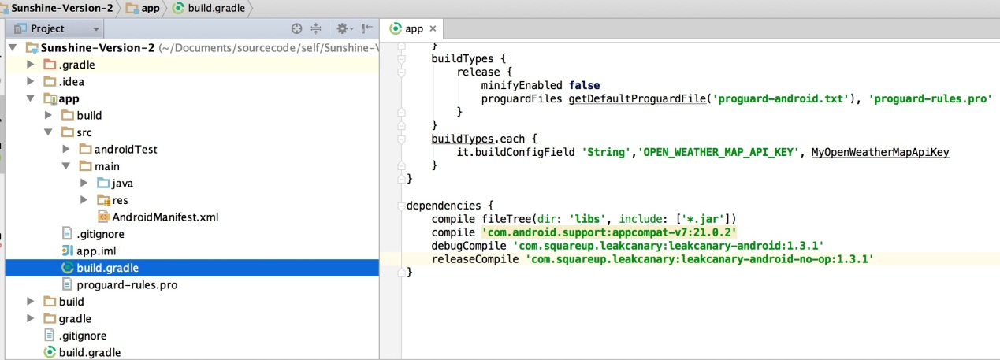 Sunshine-Version-2 app build.gradle
Project
Sunshine-Version-2 (~/Documents/sourcecode/self/Sunshine-V
.gradle
.idea
app
build
src
androidTest
main
java
res
AndroidManifest.xml
.gitignore
app.iml
build.gradle
proguard-rules.pro
build
gradle
.gitignore
build.gradle
app
}
buildTypes {
release {
minifyEnabled false
proguardFiles getDefaultProguardFile('proguard-android.txt'), 'proguard-rules.pro'
}
}
buildTypes.each {
it.buildConfigField 'String','OPEN_WEATHER_MAP_API_KEY', MyOpenWeatherMapApiKey
}
}
dependencies {
compile fileTree(dir: 'libs', include: ['*.jar'])
compile 'com.android.support:appcompat-v7:21.0.2'
debugCompile 'com.squareup.leakcanary:leakcanary-android:1.3.1'
releaseCompile 'com.squareup.leakcanary:leakcanary-android-no-op:1.3.1'
}